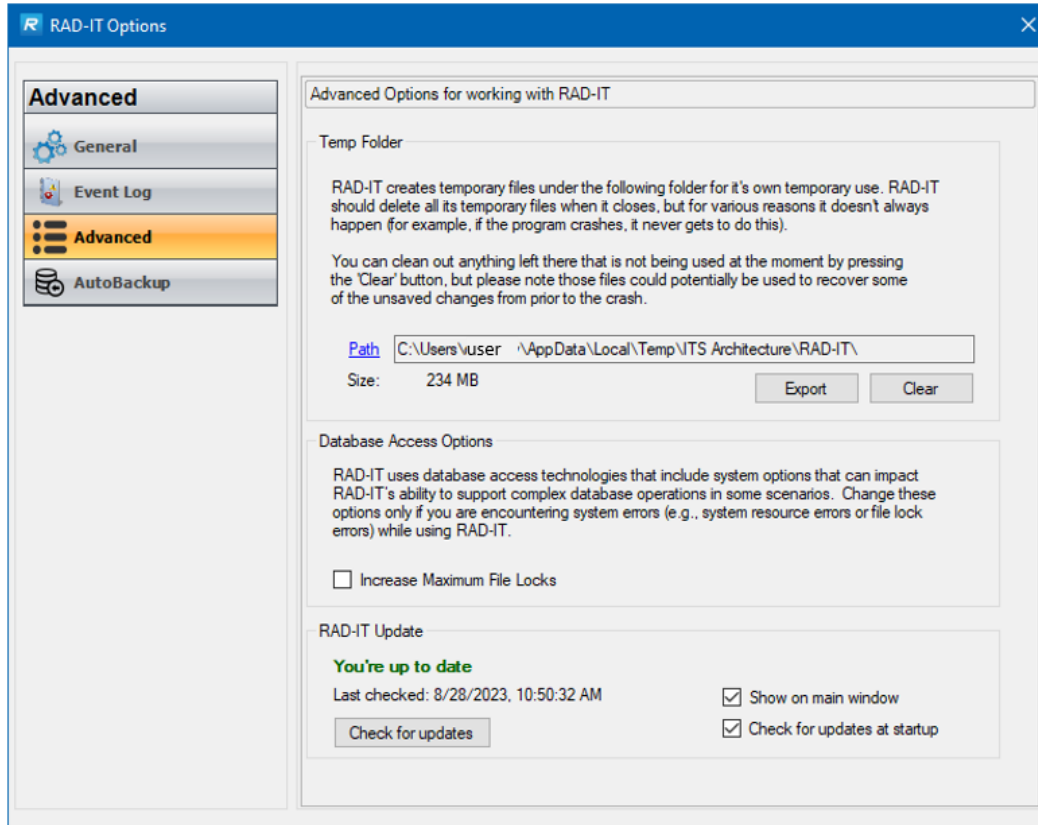 RAD-IT Options
Advanced
General
Event Log
Advanced
AutoBackup
Advanced Options for working with RAD-IT
Temp Folder
RAD-IT creates temporary files under the following folder for it's own temporary use. RAD-IT
should delete all its temporary files when it closes, but for various reasons it doesn't always
happen (for example, if the program crashes, it never gets to do this).
You can clean out anything left there that is not being used at the moment by pressing
the 'Clear' button, but please note those files could potentially be used to recover some
of the unsaved changes from prior to the crash.
Path C:\Users\user \AppData\Local\Temp\ITS Architecture\RAD-IT\
Size: 234 MB
Export Clear
Database Access Options
RAD-IT uses database access technologies that include system options that can impact
RAD-IT's ability to support complex database operations in some scenarios. Change these
options only if you are encountering system errors (e.g., system resource errors or file lock
errors) while using RAD-IT.
Increase Maximum File Locks
RAD-IT Update
You're up to date
Last checked: 8/28/2023, 10:50:32 AM
Show on main window
Check for updates
Check for updates at startup